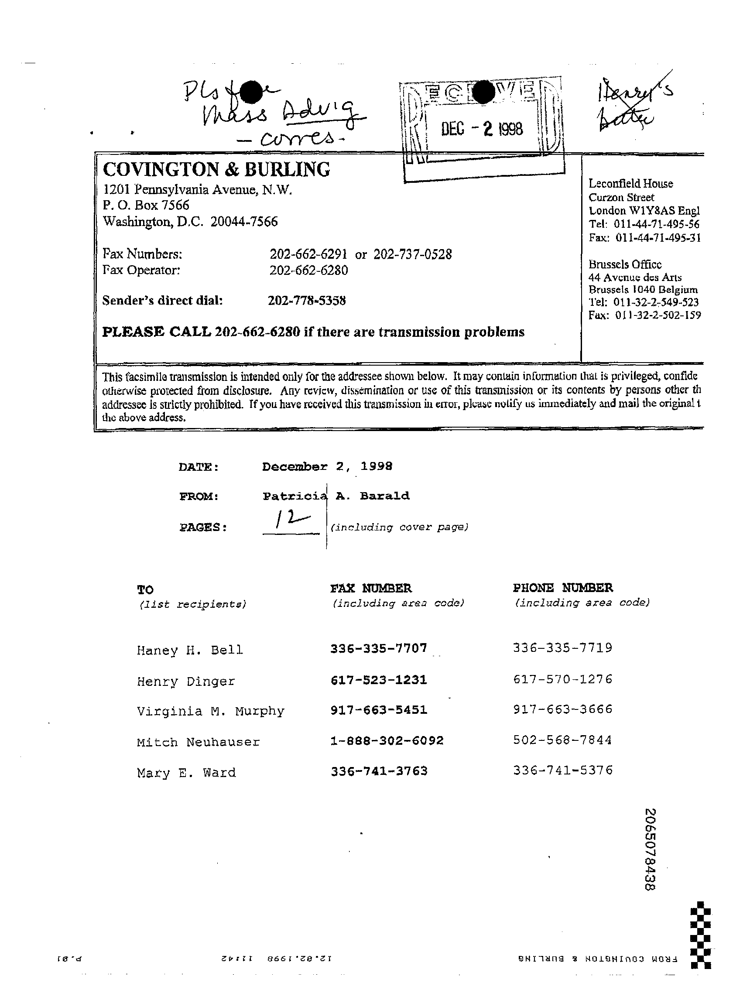 Pls for
Mass Advig
- corres -
RECEIVED
DEC - 2 1998
Henry's
COVINGTON & BURLING
1201 Pennsylvania Avenue, N.W.
P. O. Box 7566
Washington, D.C. 20044-7566
Fax Numbers: 202-662-6291 or 202-737-0528
Fax Operator: 202-662-6280
Sender's direct dial: 202-778-5358
PLEASE CALL 202-662-6280 if there are transmission problems
Leconfield House
Curzon Street
London W1Y8AS Engl
Tel: 011-44-71-495-56
Fax: 011-44-71-495-31
Brussels Office
44 Avenue des Arts
Brussels 1040 Belgium
Tel: 011-32-2-549-523
Fax: 011-32-2-502-159
This facsimile transmission is intended only for the addressee shown below. It may contain information that is privileged, confide
otherwise protected from disclosure. Any review, dissemination or use of this transmission or its contents by persons other th
addressee is strictly prohibited. If you have received this transmission in error, please notify us immediately and mail the original t
the above address.
DATE: December 2, 1998
FROM: Patricia A. Barald
PAGES: 12 (including cover page)
TO FAX NUMBER PHONE NUMBER
(list recipients) (including area code) (including area code)
Haney H. Bell 336-335-7707 336-335-7719
Henry Dinger 617-523-1231 617-570-1276
Virginia M. Murphy 917-663-5451 917-663-3666
Mitch Neuhauser 1-888-302-6092 502-568-7844
Mary E. Ward 336-741-3763 336-741-5376
2065078438
FROM COVINGTON & BURLING 12.02.1998 11:42 P.01